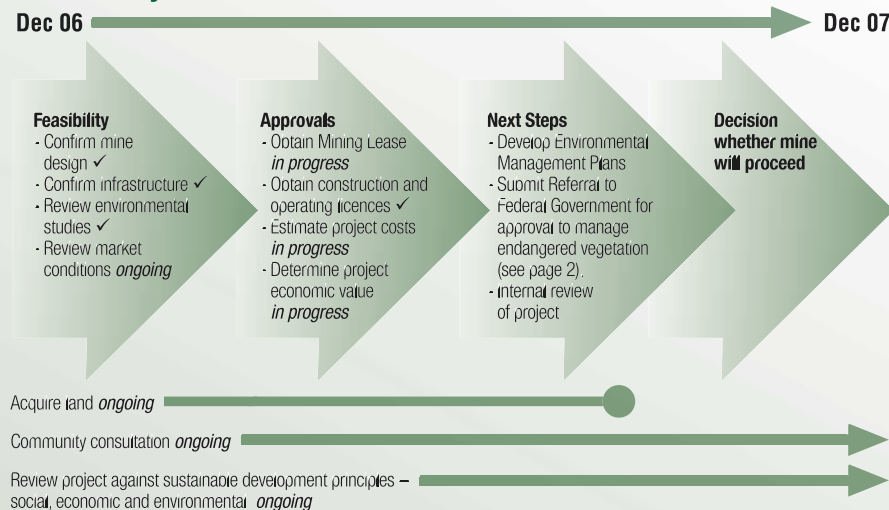 Dec 06
Dec 07
Feasibility
- Confirm mine
design ✓
- Confirm infrastructure ✓
- Review environmental
studies ✓
- Review market
conditions ongoing
Approvals
- Obtain Mining Lease
in progress
- Obtain construction and
operating licences ✓
- Estimate project costs
in progress
- Determine project
economic value
in progress
Next Steps
- Develop Environmental
Management Plans
- Submit Referral to
Federal Government for
approval to manage
endangered vegetation
(see page 2).
- Internal review
of project
Decision
whether mine
will proceed
Acquire land ongoing
Community consultation ongoing
Review project against sustainable development principles –
social, economic and environmental ongoing